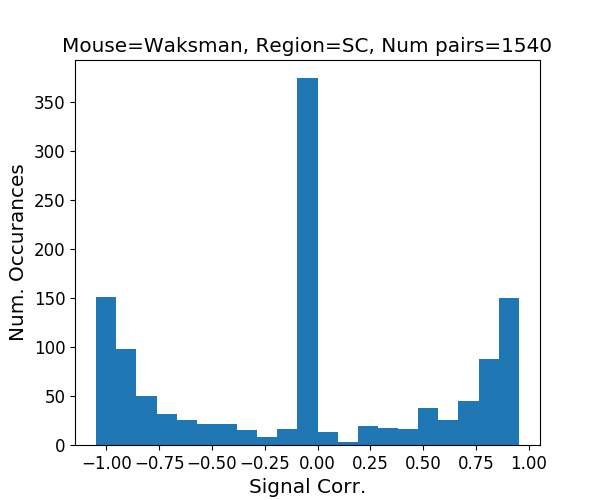 Mouse=Waksman, Region=SC, Num pairs=1540
Num. Occurances
350
300
250
200
150
100
50
0
−1.00 −0.75 −0.50 −0.25 0.00 0.25 0.50 0.75 1.00
Signal Corr.